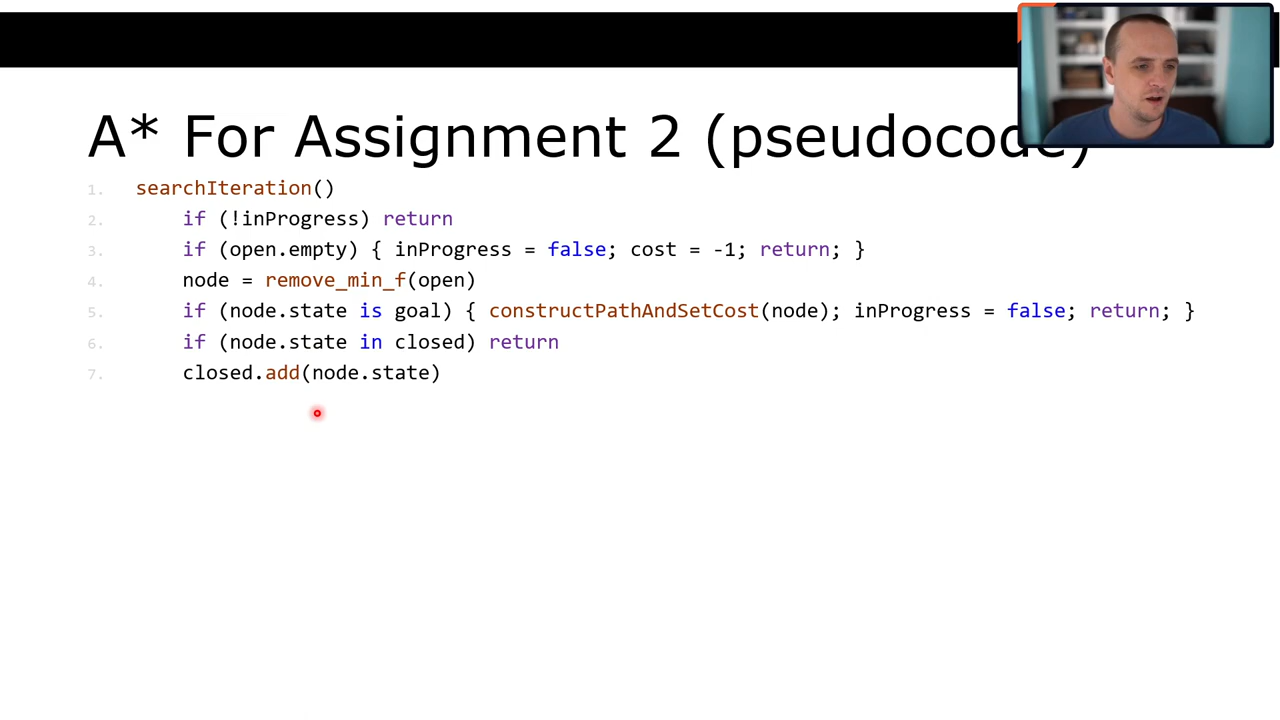 A* For Assignment 2 (pseudocode)
1. searchIteration()
2. if (!inProgress) return
3. if (open.empty) { inProgress = false; cost = -1; return; }
4. node = remove_min_f(open)
5. if (node.state is goal) { constructPathAndSetCost(node); inProgress = false; return; }
6. if (node.state in closed) return
7. closed.add(node.state)